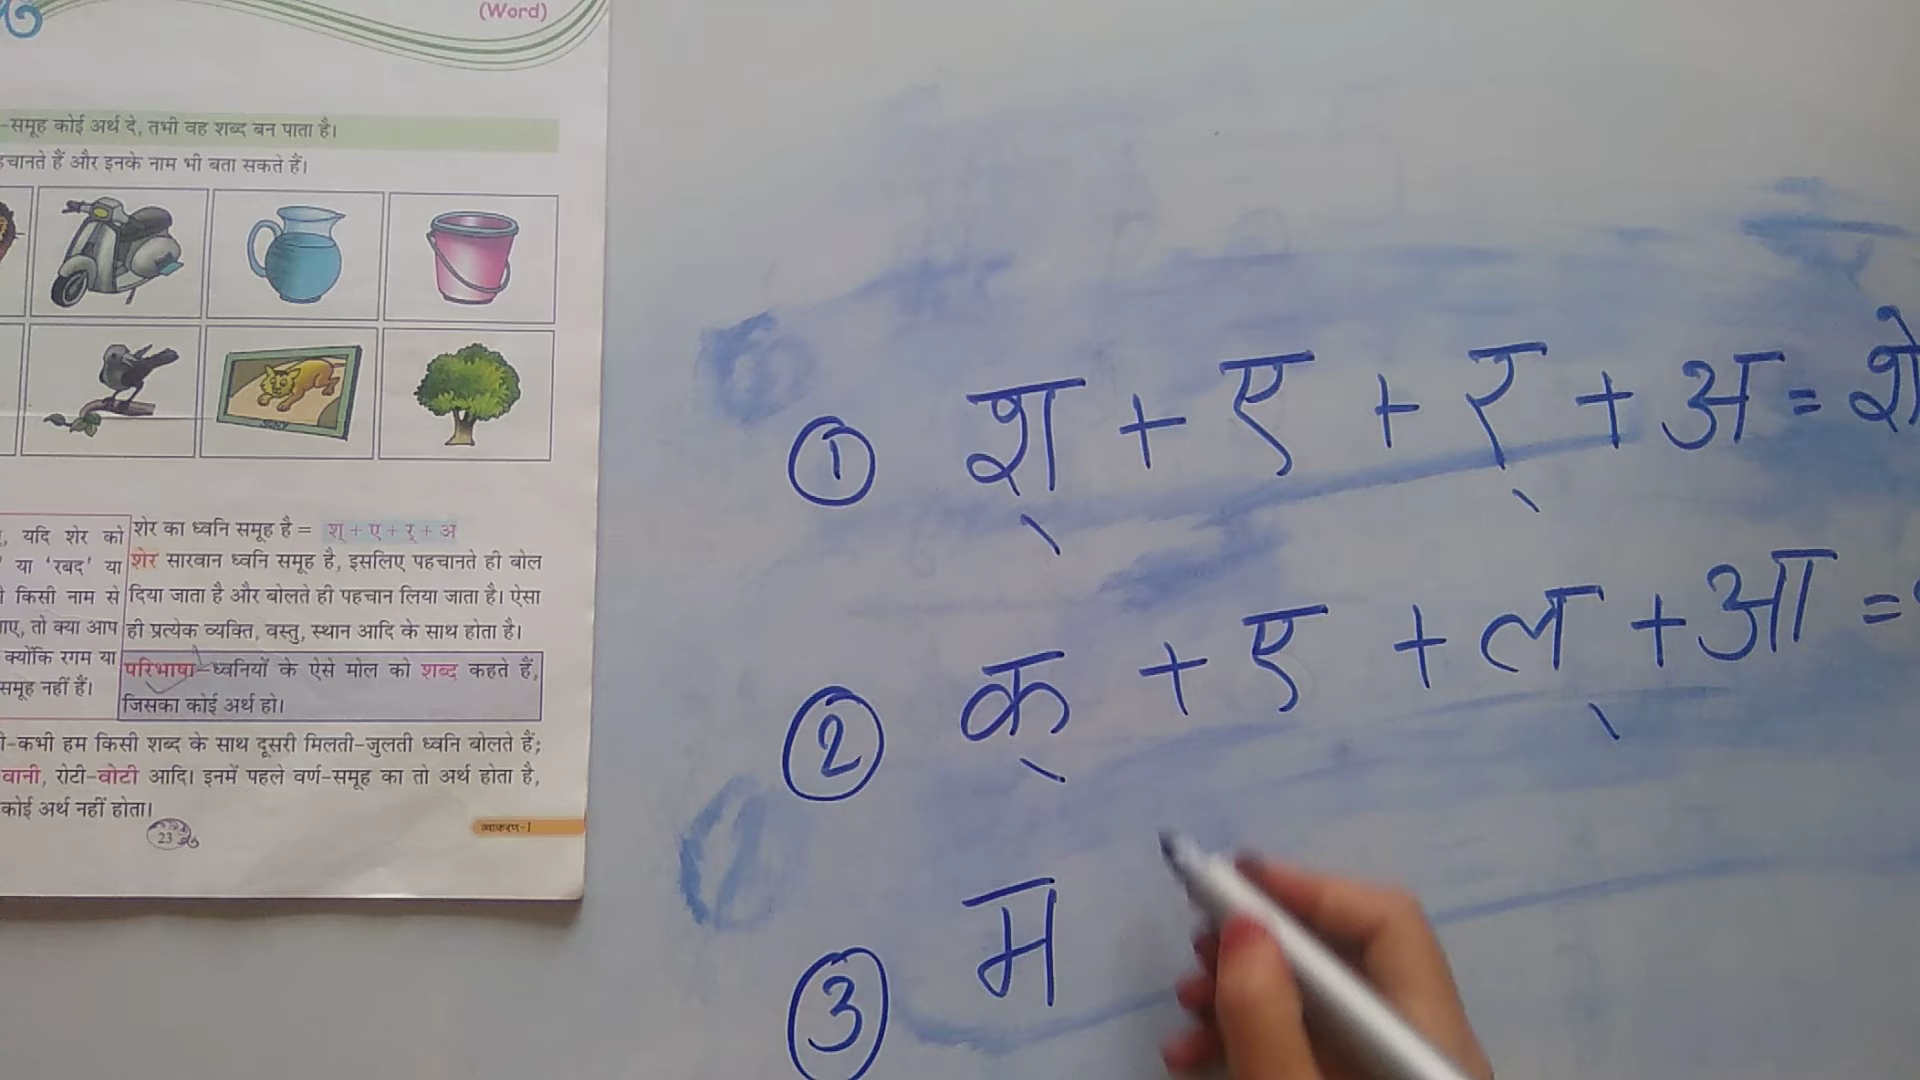 (Word)
-समूह कोई अर्थ दे, तभी वह शब्द बन पाता है।
हचानते हैं और इनके नाम भी बता सकते हैं।
, यदि शेर को
' या 'रबद' या
किसी नाम से
जाए, तो क्या आप
क्योंकि रगम या
समूह नहीं हैं।
शेर का ध्वनि समूह है = श् + ए + र् + अ
शेर सारवान ध्वनि समूह है, इसलिए पहचानते ही बोल
दिया जाता है और बोलते ही पहचान लिया जाता है। ऐसा
ही प्रत्येक व्यक्ति, वस्तु, स्थान आदि के साथ होता है।
परिभाषा-ध्वनियों के ऐसे मोल को शब्द कहते हैं,
जिसका कोई अर्थ हो।
ी-कभी हम किसी शब्द के साथ दूसरी मिलती-जुलती ध्वनि बोलते हैं;
वानी, रोटी-वोटी आदि। इनमें पहले वर्ण-समूह का तो अर्थ होता है,
कोई अर्थ नहीं होता।
23
व्याकरण-1
1 श् + ए + र् + अ = शे
2 क् + ए + ल् + आ =
3 म